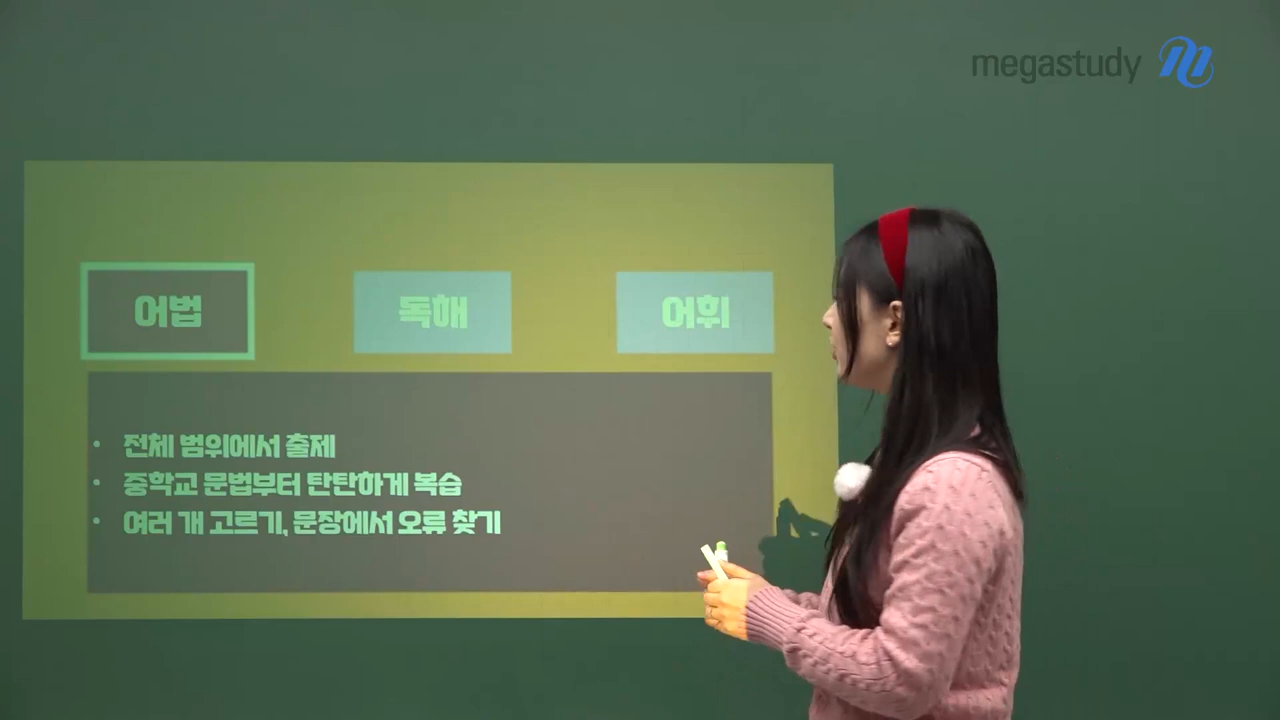 megastudy
어법
독해
어휘
• 전체 범위에서 출제
• 중학교 문법부터 탄탄하게 복습
• 여러 개 고르기, 문장에서 오류 찾기